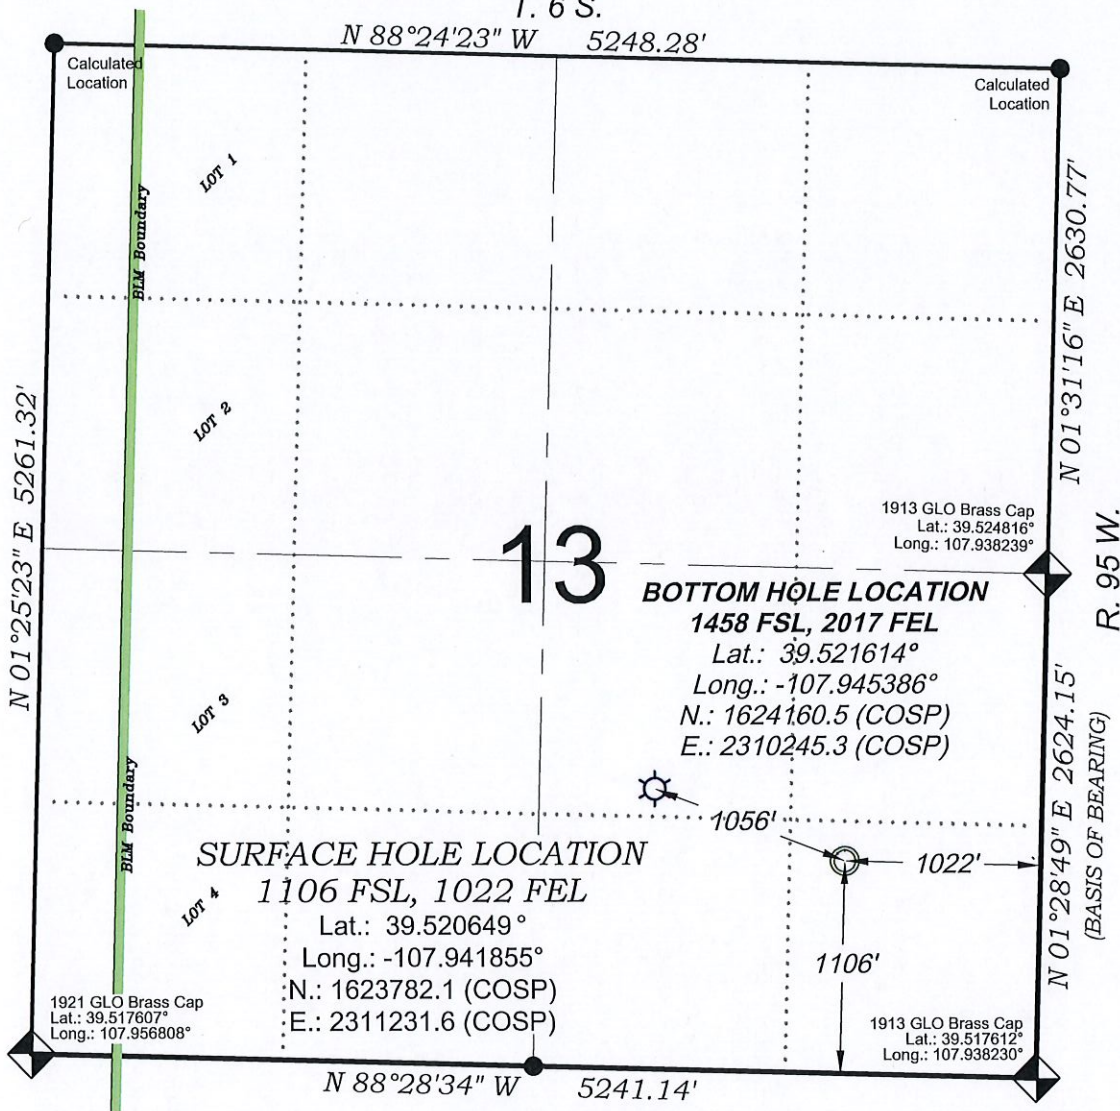 T. 6 S.
N 88°24'23" W 5248.28'
Calculated
Location
Calculated
Location
LOT 1
BLM Boundary
N 01°31'16" E 2630.77'
LOT 2
N 01°25'23" E 5261.32'
1913 GLO Brass Cap
Lat.: 39.524816°
Long.: 107.938239°
R. 95 W.
13
BOTTOM HOLE LOCATION
1458 FSL, 2017 FEL
Lat.: 39.521614°
Long.: -107.945386°
N.: 1624160.5 (COSP)
E.: 2310245.3 (COSP)
LOT 3
BLM Boundary
N 01°28'49" E 2624.15'
(BASIS OF BEARING)
1056'
1022'
SURFACE HOLE LOCATION
1106 FSL, 1022 FEL
Lat.: 39.520649°
Long.: -107.941855°
N.: 1623782.1 (COSP)
E.: 2311231.6 (COSP)
LOT 4
1106'
1921 GLO Brass Cap
Lat.: 39.517607°
Long.: 107.956808°
1913 GLO Brass Cap
Lat.: 39.517612°
Long.: 107.938230°
N 88°28'34" W 5241.14'